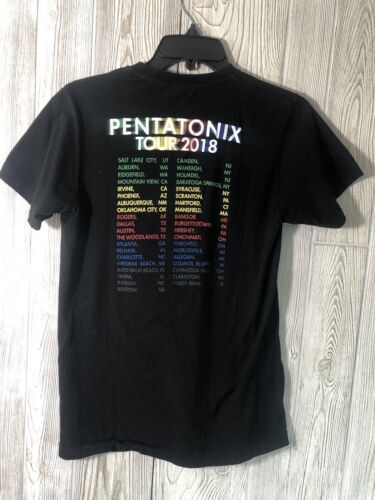 PENTATONIX
TOUR 2018
SALT LAKE CITY, UT CAMDEN, NJ
AUBURN, WA WANTAGH, NY
RIDGEFIELD, WA HOLMDEL, NJ
MOUNTAIN VIEW, CA SARATOGA SPRINGS, NY
IRVINE, CA SYRACUSE, NY
PHOENIX, AZ SCRANTON, PA
ALBUQUERQUE, NM HARTFORD, CT
OKLAHOMA CITY, OK MANSFIELD, MA
ROGERS, AR BANGOR, ME
DALLAS, TX BURGETTSTOWN, PA
AUSTIN, TX HERSHEY, PA
THE WOODLANDS, TX CINCINNATI, OH
ATLANTA, GA TORONTO, ON
PELHAM, AL NOBLESVILLE,
CHARLOTTE, NC ALLEGAN, MI
VIRGINIA BEACH, VA COUNCIL BLUFFS, IA
WEST PALM BEACH, FL CUYAHOGA FALLS, OH
TAMPA, FL CLARKSTON, MI
RALEIGH, NC TINLEY PARK, IL
BRISTOW, VA